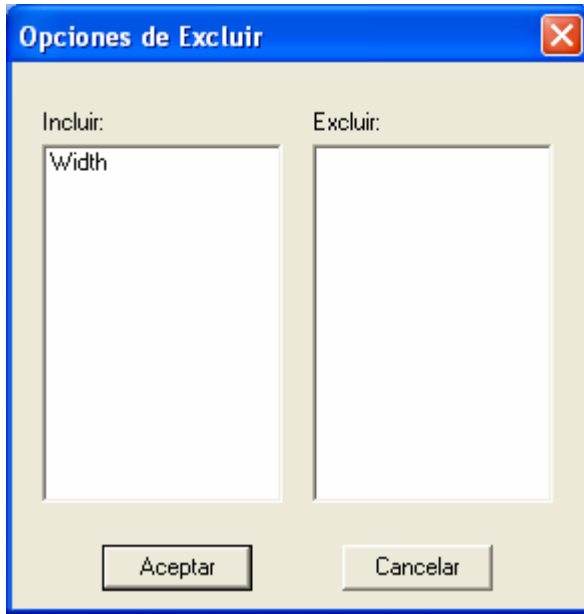 Opciones de Excluir
Incluir:
Excluir:
Width
Aceptar
Cancelar